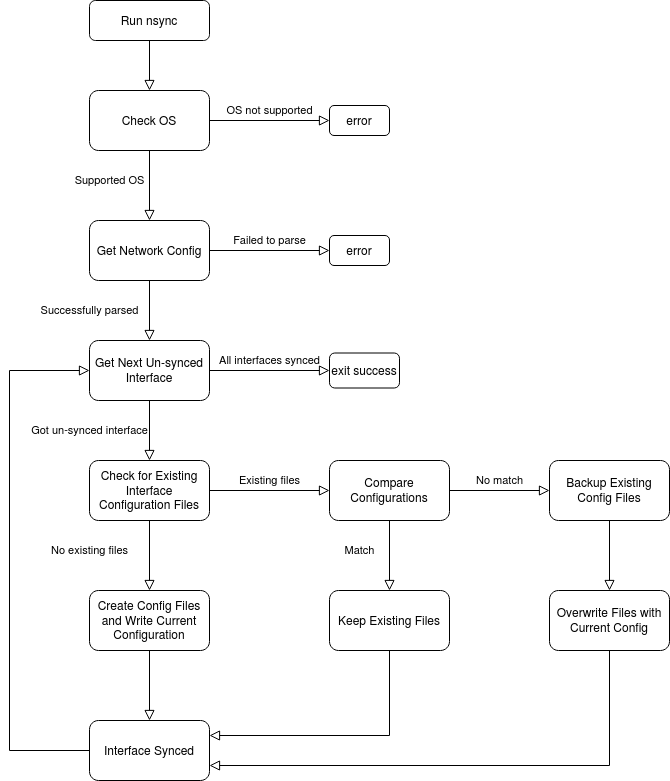 Run nsync
Check OS
OS not supported
error
Supported OS
Get Network Config
Failed to parse
error
Successfully parsed
Get Next Un-synced
Interface
All interfaces synced
exit success
Got un-synced interface
Check for Existing
Interface
Configuration Files
Existing files
Compare
Configurations
No match
Backup Existing
Config Files
No existing files
Match
Create Config Files
and Write Current
Configuration
Keep Existing Files
Overwrite Files with
Current Config
Interface Synced